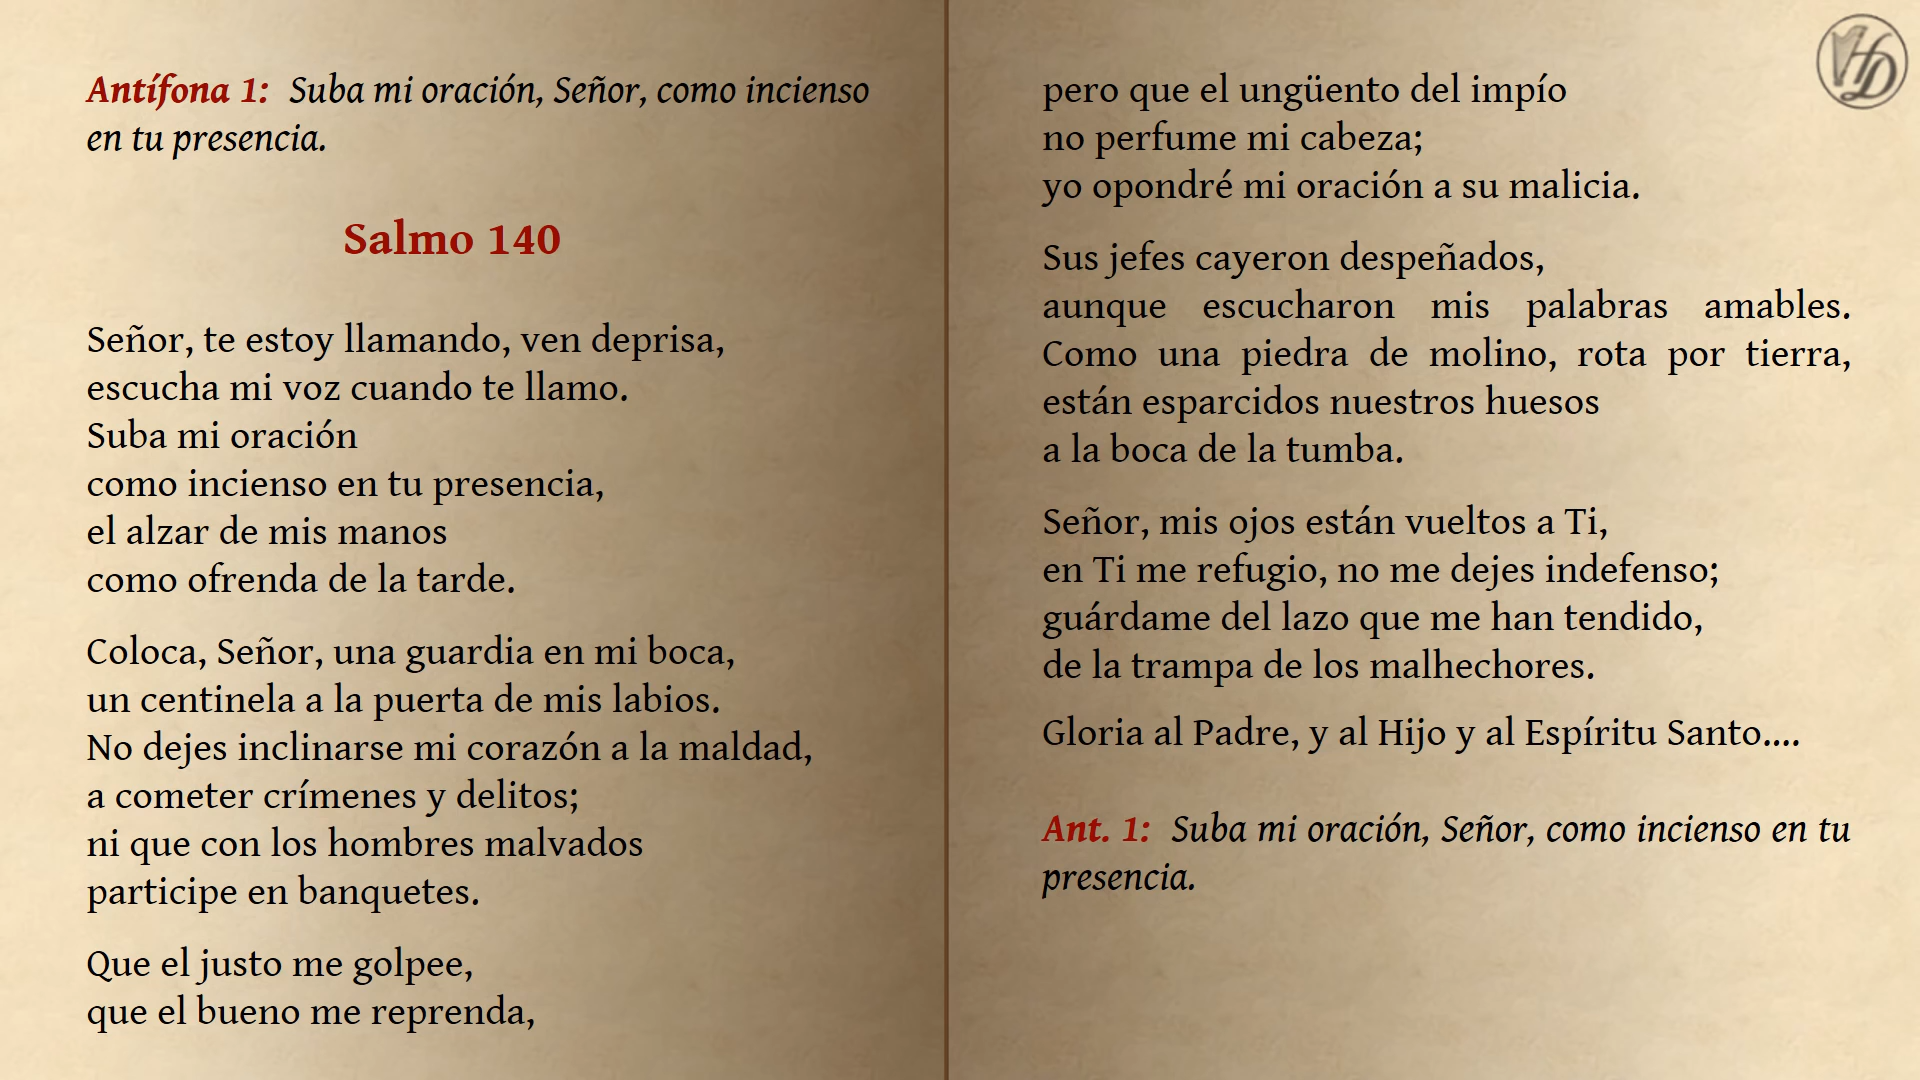 Antífona 1: Suba mi oración, Señor, como incienso
en tu presencia.
Salmo 140
Señor, te estoy llamando, ven deprisa,
escucha mi voz cuando te llamo.
Suba mi oración
como incienso en tu presencia,
el alzar de mis manos
como ofrenda de la tarde.
Coloca, Señor, una guardia en mi boca,
un centinela a la puerta de mis labios.
No dejes inclinarse mi corazón a la maldad,
a cometer crímenes y delitos;
ni que con los hombres malvados
participe en banquetes.
Que el justo me golpee,
que el bueno me reprenda,
pero que el ungüento del impío
no perfume mi cabeza;
yo opondré mi oración a su malicia.
Sus jefes cayeron despeñados,
aunque escucharon mis palabras amables.
Como una piedra de molino, rota por tierra,
están esparcidos nuestros huesos
a la boca de la tumba.
Señor, mis ojos están vueltos a Ti,
en Ti me refugio, no me dejes indefenso;
guárdame del lazo que me han tendido,
de la trampa de los malhechores.
Gloria al Padre, y al Hijo y al Espíritu Santo....
Ant. 1: Suba mi oración, Señor, como incienso en tu
presencia.
HD